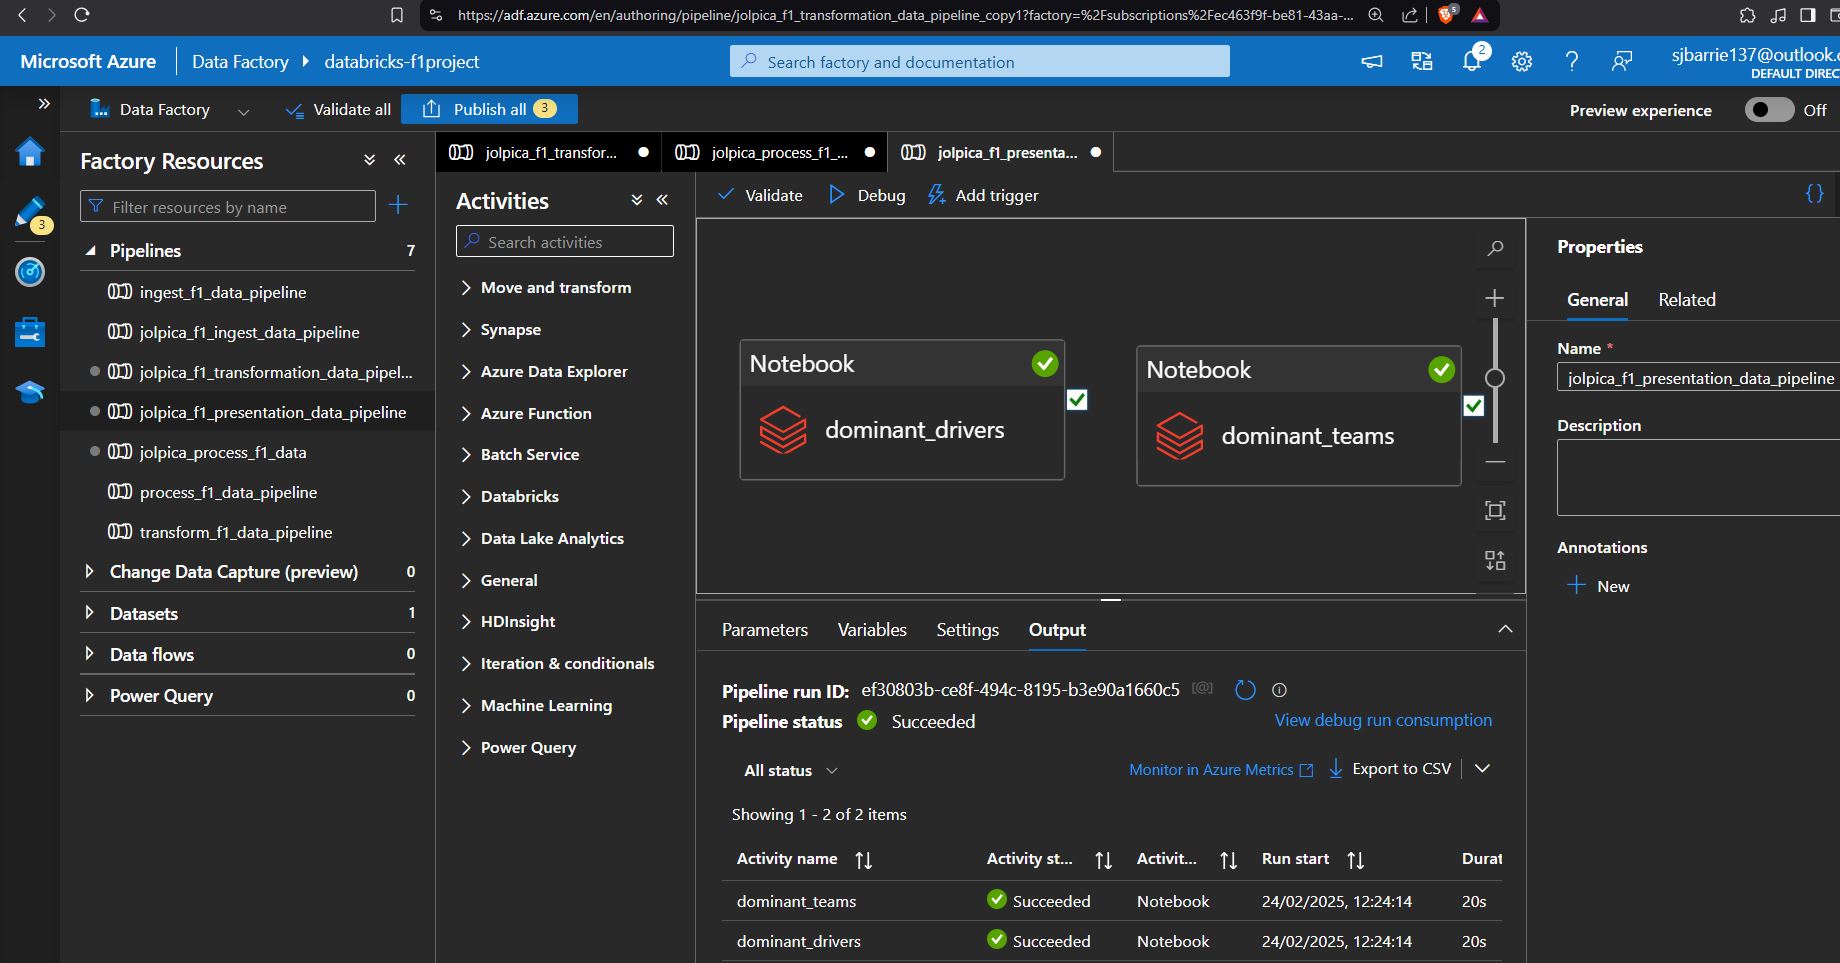 https://adf.azure.com/en/authoring/pipeline/jolpica_f1_transformation_data_pipeline_copy1?factory=%2Fsubscriptions%2Fec463f9f-be81-43aa-...
5
Microsoft Azure
Data Factory
databricks-f1project
Search factory and documentation
2
sjbarrie137@outlook.c
DEFAULT DIREC
Data Factory
Validate all
Publish all
3
Preview experience
Off
3
Factory Resources
Filter resources by name
Pipelines
7
ingest_f1_data_pipeline
jolpica_f1_ingest_data_pipeline
jolpica_f1_transformation_data_pipel...
jolpica_f1_presentation_data_pipeline
jolpica_process_f1_data
process_f1_data_pipeline
transform_f1_data_pipeline
Change Data Capture (preview)
0
Datasets
1
Data flows
0
Power Query
0
jolpica_f1_transfor...
jolpica_process_f1_...
jolpica_f1_presenta...
Activities
Search activities
Move and transform
Synapse
Azure Data Explorer
Azure Function
Batch Service
Databricks
Data Lake Analytics
General
HDInsight
Iteration & conditionals
Machine Learning
Power Query
Validate
Debug
Add trigger
{}
Notebook
dominant_drivers
Notebook
dominant_teams
Parameters
Variables
Settings
Output
Pipeline run ID: ef30803b-ce8f-494c-8195-b3e90a1660c5
Pipeline status
Succeeded
View debug run consumption
All status
Monitor in Azure Metrics
Export to CSV
Showing 1 - 2 of 2 items
Activity name
Activity st...
Activit...
Run start
Durat
dominant_teams
Succeeded
Notebook
24/02/2025, 12:24:14
20s
dominant_drivers
Succeeded
Notebook
24/02/2025, 12:24:14
20s
Properties
General
Related
Name *
jolpica_f1_presentation_data_pipeline
Description
Annotations
New